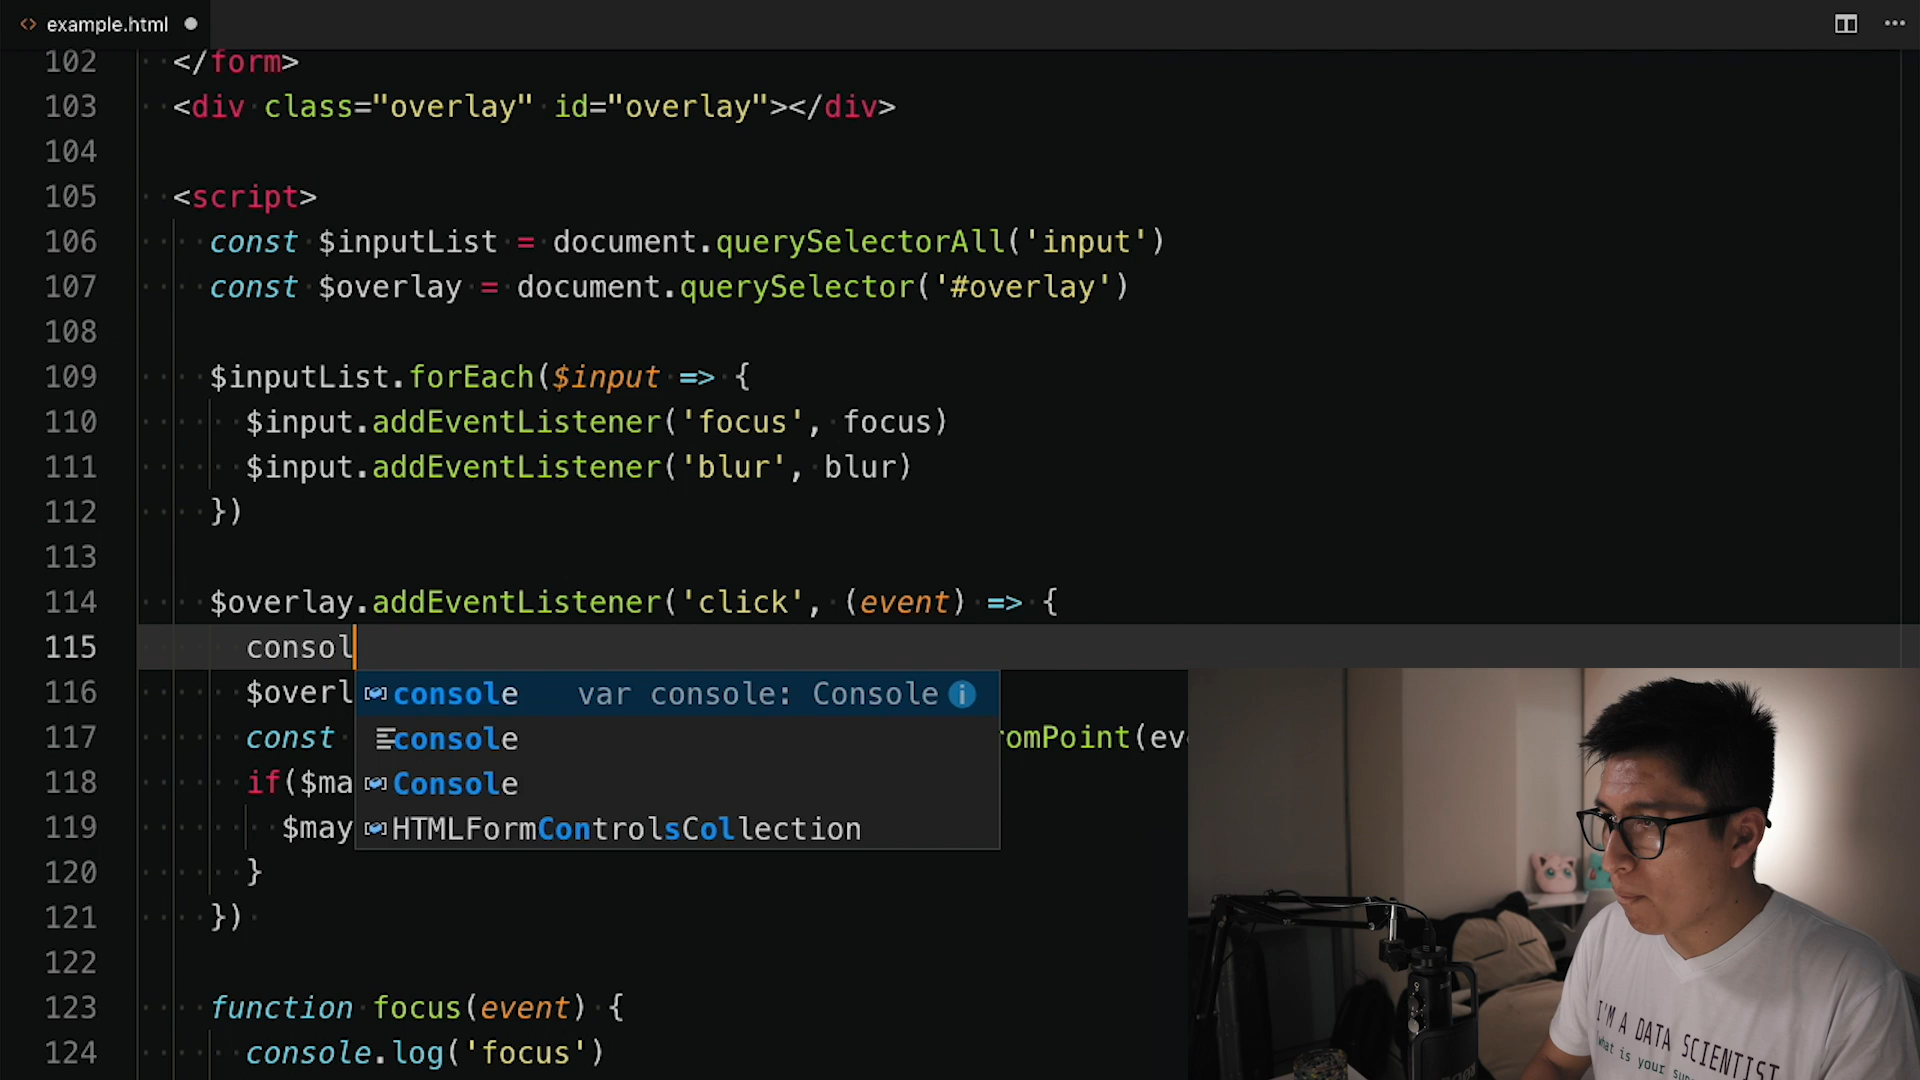 example.html
102 </form>
103 <div class="overlay" id="overlay"></div>
104
105 <script>
106 const $inputList = document.querySelectorAll('input')
107 const $overlay = document.querySelector('#overlay')
108
109 $inputList.forEach($input => {
110 $input.addEventListener('focus', focus)
111 $input.addEventListener('blur', blur)
112 })
113
114 $overlay.addEventListener('click', (event) => {
115 consol
116 $overl
console var console: Console
117 const
console
romPoint(ev
118 if($ma
Console
119 $may
HTMLFormControlsCollection
120 }
121 })
122
123 function focus(event) {
124 console.log('focus')
I'M A DATA SCIENTIST
what is your